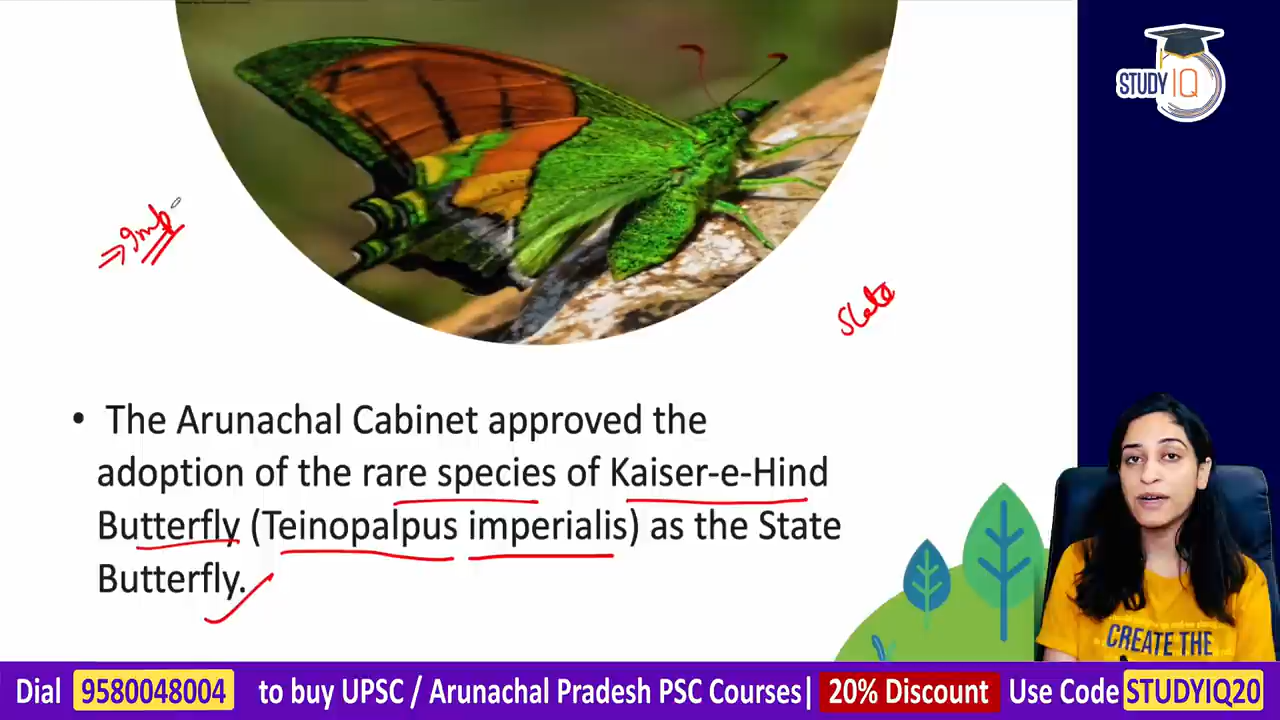 STUDY IQ
⇒ Imp
State
• The Arunachal Cabinet approved the
adoption of the rare species of Kaiser-e-Hind
Butterfly (Teinopalpus imperialis) as the State
Butterfly.
CREATE THE
Dial 9580048004 to buy UPSC / Arunachal Pradesh PSC Courses| 20% Discount Use Code STUDYIQ20